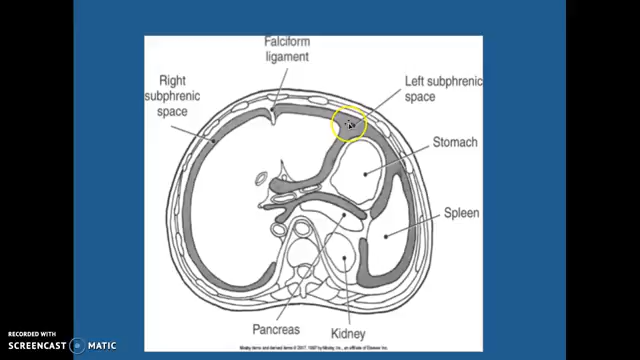 Falciform
ligament
Right
subphrenic
space
Left subphrenic
space
Stomach
Spleen
Pancreas
Kidney
RECORDED WITH
SCREENCAST MATIC